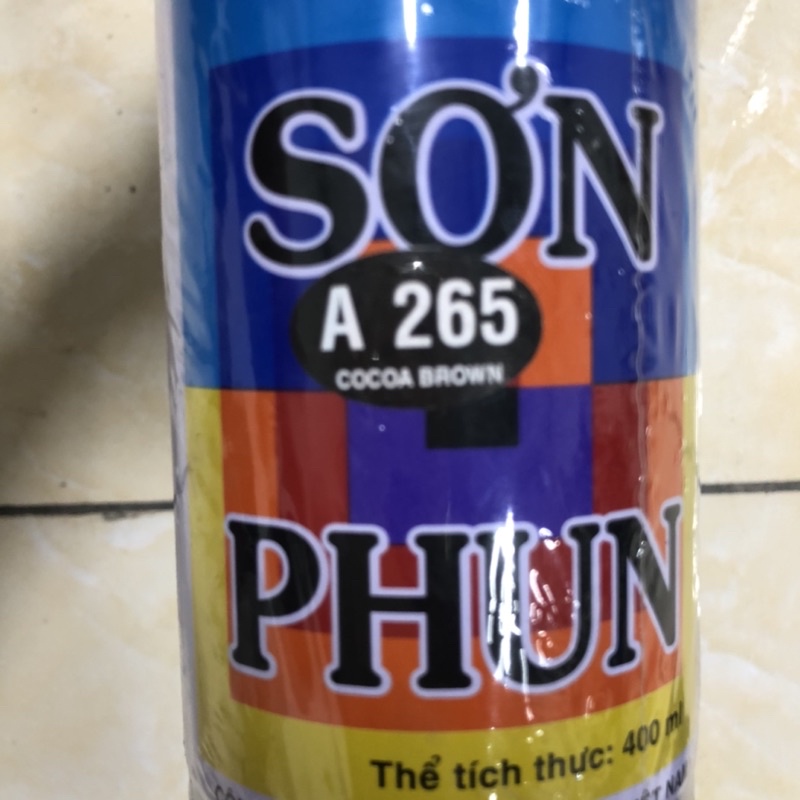 SƠN
A 265
COCOA BROWN
PHUN
Thể tích thực: 400 ml